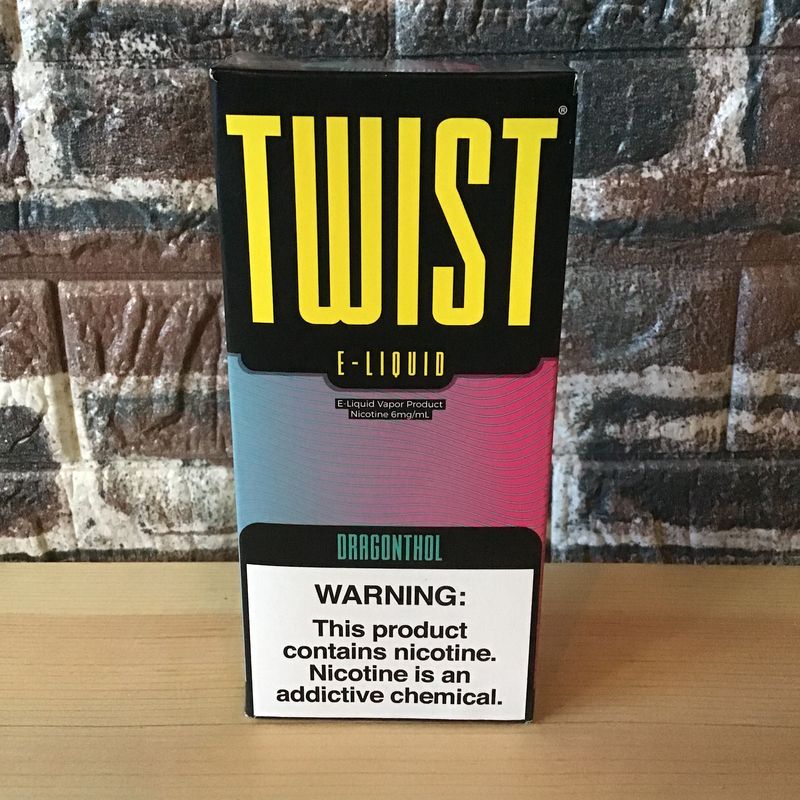 TWIST®
E-LIQUID
E-Liquid Vapor Product
Nicotine 6mg/mL
DRAGONTHOL
WARNING:
This product
contains nicotine.
Nicotine is an
addictive chemical.